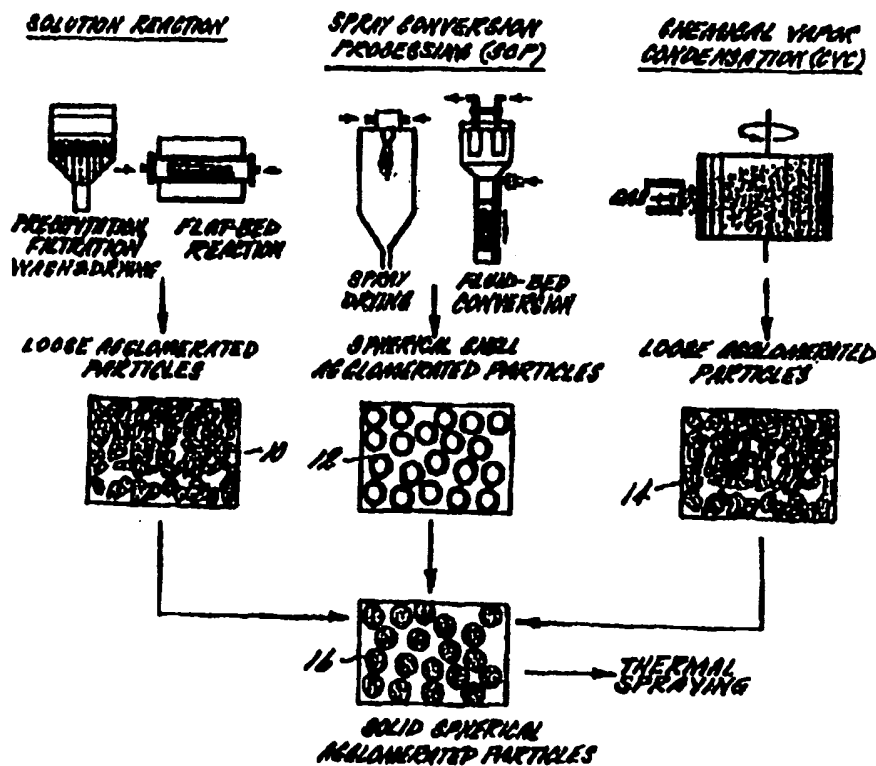 SOLUTION REACTION
SPRAY CONVERSION
PROCESSING (SCP)
CHEMICAL VAPOR
CONDENSATION (CVC)
PRECIPITATION,
FILTRATION
WASH & DRYING
FLAT-BED
REACTION
SPRAY
DRYING
FLUID-BED
CONVERSION
GAS
LOOSE AGGLOMERATED
PARTICLES
SPHERICAL SHELL
AGGLOMERATED PARTICLES
LOOSE AGGLOMERATED
PARTICLES
10
12
14
16
THERMAL
SPRAYING
SOLID SPHERICAL
AGGLOMERATED PARTICLES